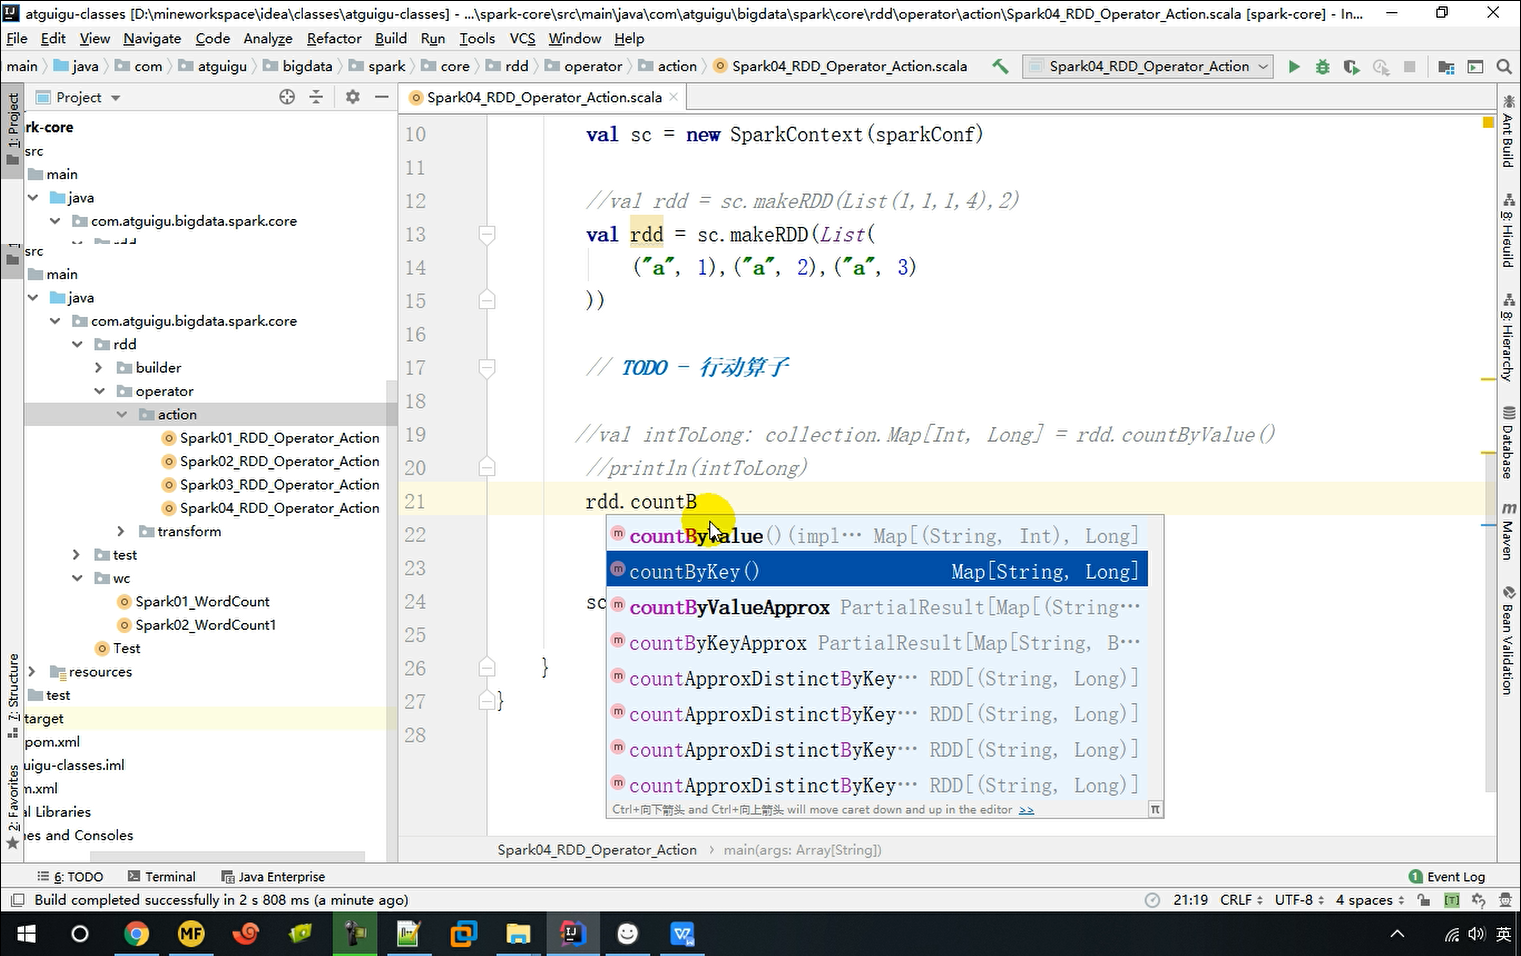 atguigu-classes [D:\mineworkspace\idea\classes\atguigu-classes] - ...\spark-core\src\main\java\com\atguigu\bigdata\spark\core\rdd\operator\action\Spark04_RDD_Operator_Action.scala [spark-core] - In...
File Edit View Navigate Code Analyze Refactor Build Run Tools VCS Window Help
main java com atguigu bigdata spark core rdd operator action Spark04_RDD_Operator_Action.scala Spark04_RDD_Operator_Action
1: Project
Project
Spark04_RDD_Operator_Action.scala
rk-core
src
main
java
com.atguigu.bigdata.spark.core
src
main
java
com.atguigu.bigdata.spark.core
rdd
builder
operator
action
Spark01_RDD_Operator_Action
Spark02_RDD_Operator_Action
Spark03_RDD_Operator_Action
Spark04_RDD_Operator_Action
transform
test
wc
Spark01_WordCount
Spark02_WordCount1
Test
resources
test
target
pom.xml
uigu-classes.iml
m.xml
al Libraries
nes and Consoles
7: Structure
2: Favorites
10 val sc = new SparkContext(sparkConf)
11
12 //val rdd = sc.makeRDD(List(1,1,1,4),2)
13 val rdd = sc.makeRDD(List(
14 ("a", 1),("a", 2),("a", 3)
15 ))
16
17 // TODO - 行动算子
18
19 //val intToLong: collection.Map[Int, Long] = rdd.countByValue()
20 //println(intToLong)
21 rdd.countB
22
23
24 sc
25
26 }
27 }
28
countByValue()(impl… Map[(String, Int), Long]
countByKey() Map[String, Long]
countByValueApprox PartialResult[Map[(String…
countByKeyApprox PartialResult[Map[String, B…
countApproxDistinctByKey… RDD[(String, Long)]
countApproxDistinctByKey… RDD[(String, Long)]
countApproxDistinctByKey… RDD[(String, Long)]
countApproxDistinctByKey… RDD[(String, Long)]
Ctrl+向下箭头 and Ctrl+向上箭头 will move caret down and up in the editor >> π
Spark04_RDD_Operator_Action main(args: Array[String])
Ant Build
8: Hierarchy
Database
Maven
Bean Validation
6: TODO Terminal Java Enterprise 1 Event Log
Build completed successfully in 2 s 808 ms (a minute ago) 21:19 CRLF UTF-8 4 spaces
英